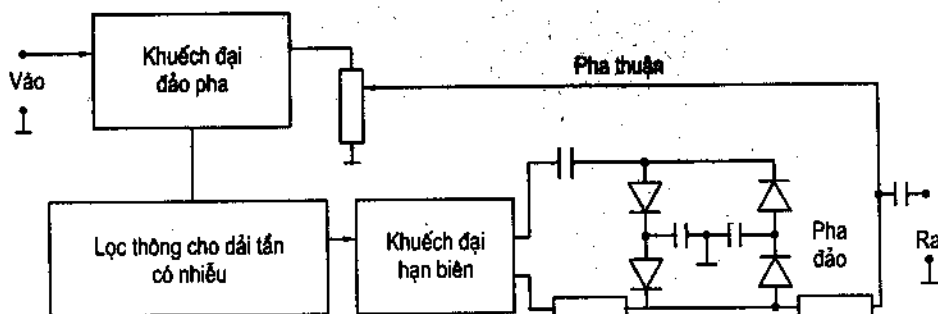 Vào
Khuếch đại
đảo pha
Pha thuận
Lọc thông cho dải tần
có nhiễu
Khuếch đại
hạn biên
Pha
đảo
Ra